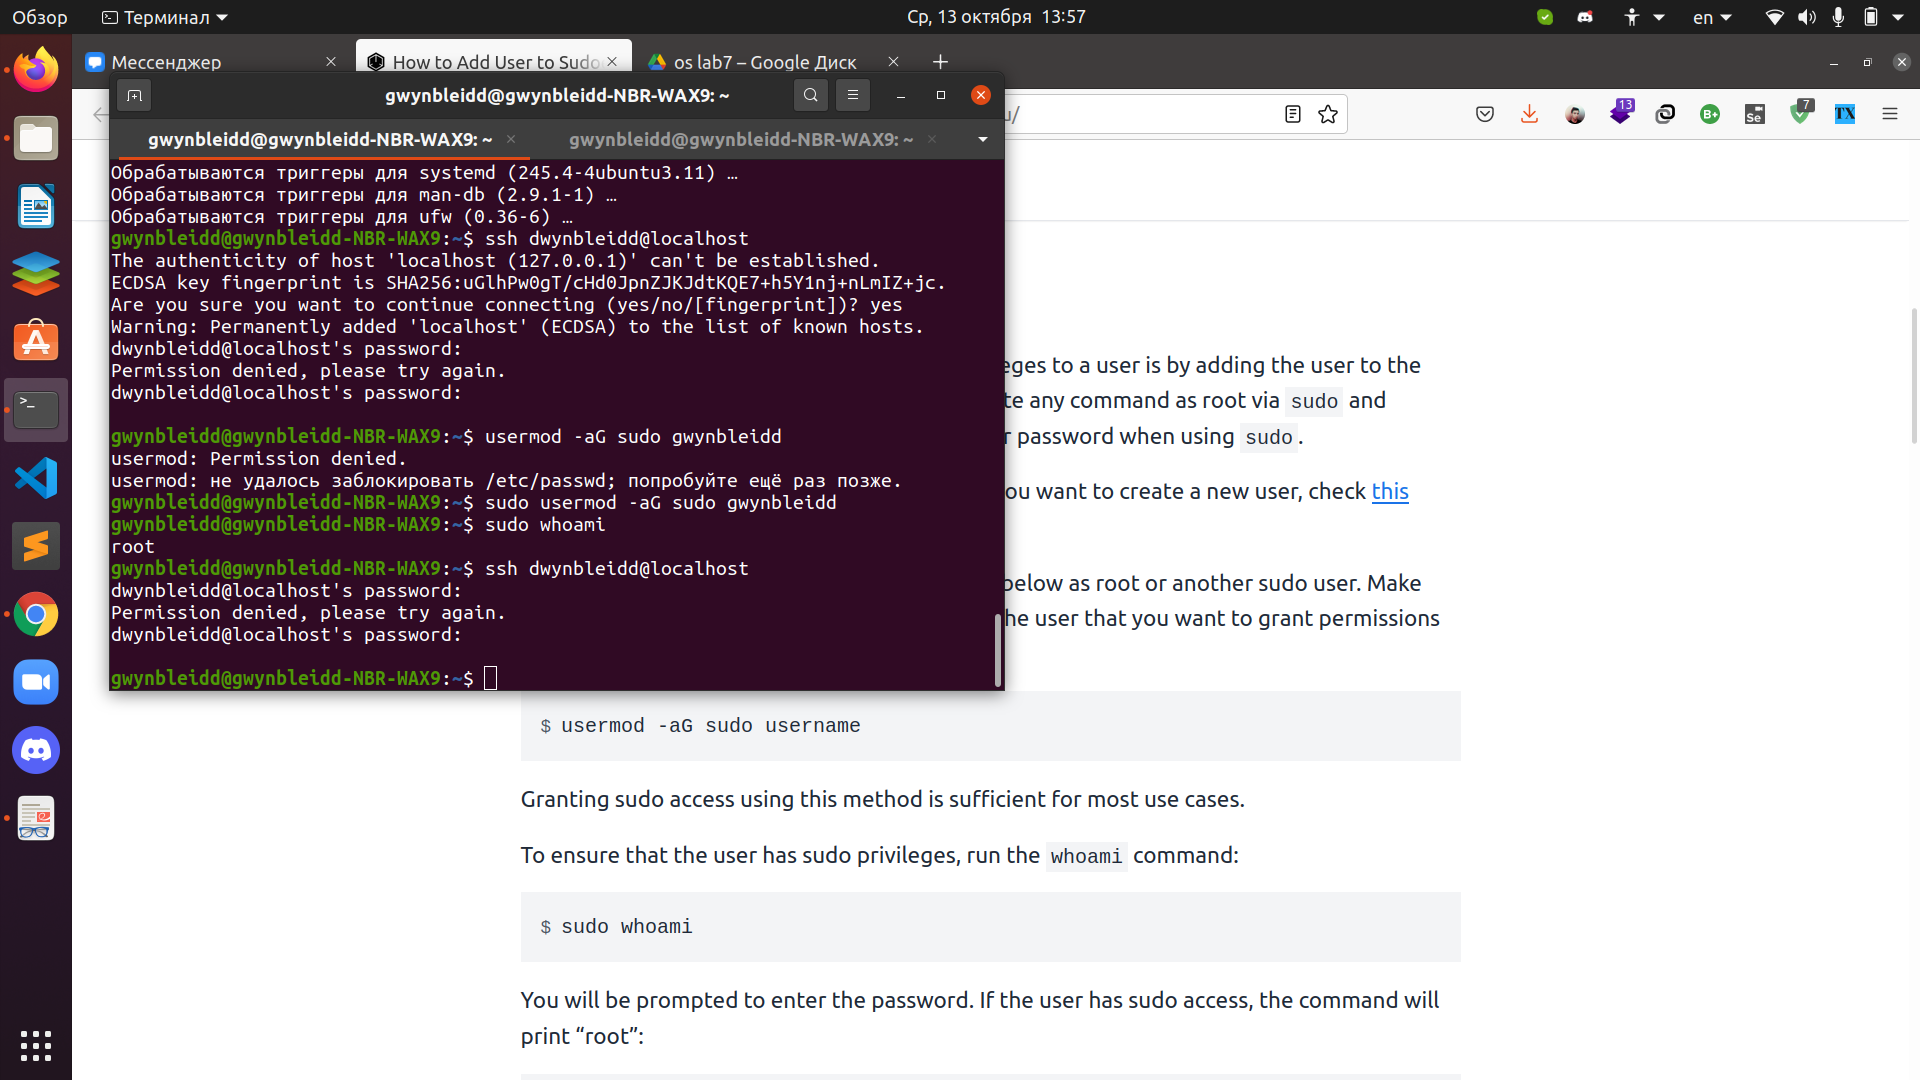 Обзор
Терминал
Ср, 13 октября 13:57
en
Мессенджер
How to Add User to Sudo
os lab7 – Google Диск
gwynbleidd@gwynbleidd-NBR-WAX9: ~
u/
13
B+
Se
7
TX
gwynbleidd@gwynbleidd-NBR-WAX9: ~
gwynbleidd@gwynbleidd-NBR-WAX9: ~
Обрабатываются триггеры для systemd (245.4-4ubuntu3.11) …
Обрабатываются триггеры для man-db (2.9.1-1) …
Обрабатываются триггеры для ufw (0.36-6) …
gwynbleidd@gwynbleidd-NBR-WAX9:~$ ssh dwynbleidd@localhost
The authenticity of host 'localhost (127.0.0.1)' can't be established.
ECDSA key fingerprint is SHA256:uGlhPw0gT/cHd0JpnZJKJdtKQE7+h5Y1nj+nLmIZ+jc.
Are you sure you want to continue connecting (yes/no/[fingerprint])? yes
Warning: Permanently added 'localhost' (ECDSA) to the list of known hosts.
dwynbleidd@localhost's password:
Permission denied, please try again.
dwynbleidd@localhost's password:
gwynbleidd@gwynbleidd-NBR-WAX9:~$ usermod -aG sudo gwynbleidd
usermod: Permission denied.
usermod: не удалось заблокировать /etc/passwd; попробуйте ещё раз позже.
gwynbleidd@gwynbleidd-NBR-WAX9:~$ sudo usermod -aG sudo gwynbleidd
gwynbleidd@gwynbleidd-NBR-WAX9:~$ sudo whoami
root
gwynbleidd@gwynbleidd-NBR-WAX9:~$ ssh dwynbleidd@localhost
dwynbleidd@localhost's password:
Permission denied, please try again.
dwynbleidd@localhost's password:
gwynbleidd@gwynbleidd-NBR-WAX9:~$
eges to a user is by adding the user to the
te any command as root via sudo and
r password when using sudo.
ou want to create a new user, check this
below as root or another sudo user. Make
he user that you want to grant permissions
$ usermod -aG sudo username
Granting sudo access using this method is sufficient for most use cases.
To ensure that the user has sudo privileges, run the whoami command:
$ sudo whoami
You will be prompted to enter the password. If the user has sudo access, the command will
print “root”: